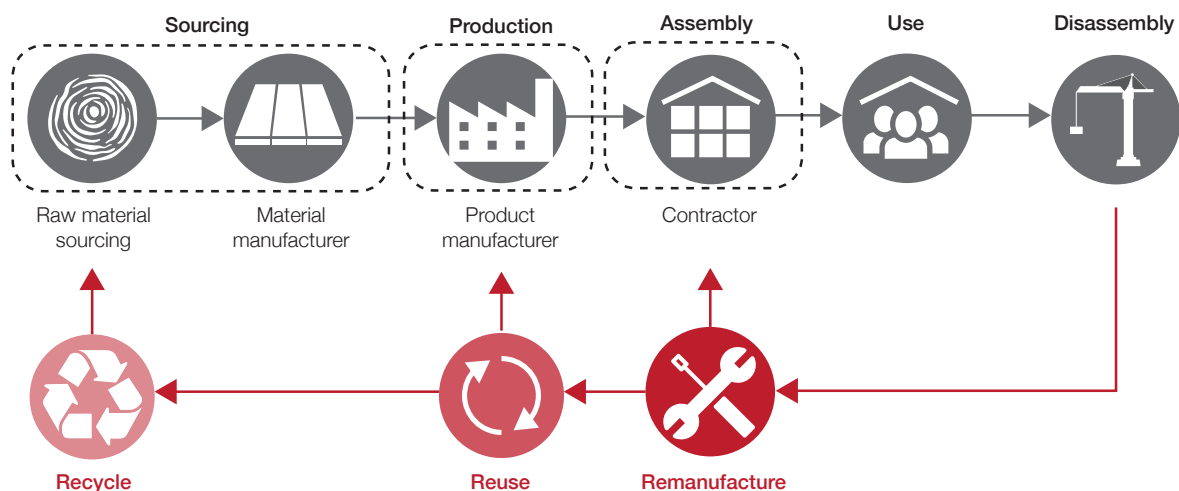 Sourcing
Production
Assembly
Use
Disassembly
Raw material
sourcing
Material
manufacturer
Product
manufacturer
Contractor
Recycle
Reuse
Remanufacture